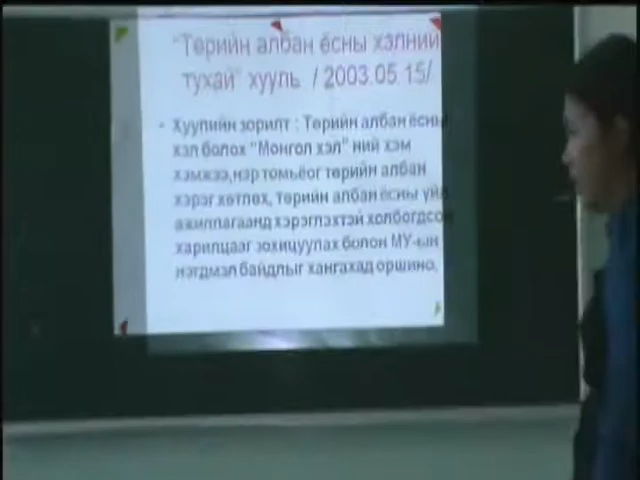 "Төрийн албан ёсны хэлний
тухай" хууль /2003.05.15/
- Хуулийн зорилт : Төрийн албан ёсны
хэл болох "Монгол хэл" ний хэм
хэмжээ,нэр томьёог төрийн албан
хэрэг хөтлөх, төрийн албан ёсны үйл
ажиллагаанд хэрэглэхтэй холбогдсон
харилцааг зохицуулах болон МУ-ын
нэгдмэл байдлыг хангахад оршино.